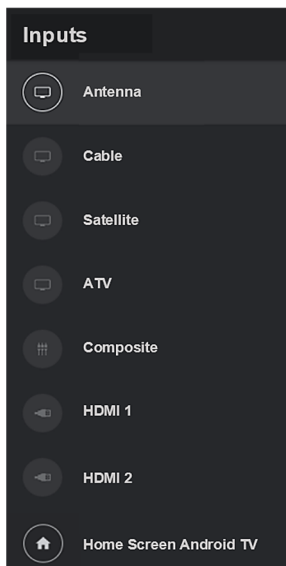 Inputs
Antenna
Cable
Satellite
ATV
Composite
HDMI 1
HDMI 2
Home Screen Android TV